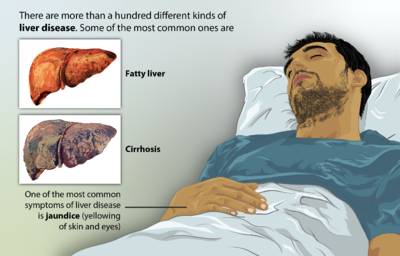 There are more than a hundred different kinds of
liver disease. Some of the most common ones are
Fatty liver
Cirrhosis
One of the most common
symptoms of liver disease
is jaundice (yellowing
of skin and eyes)